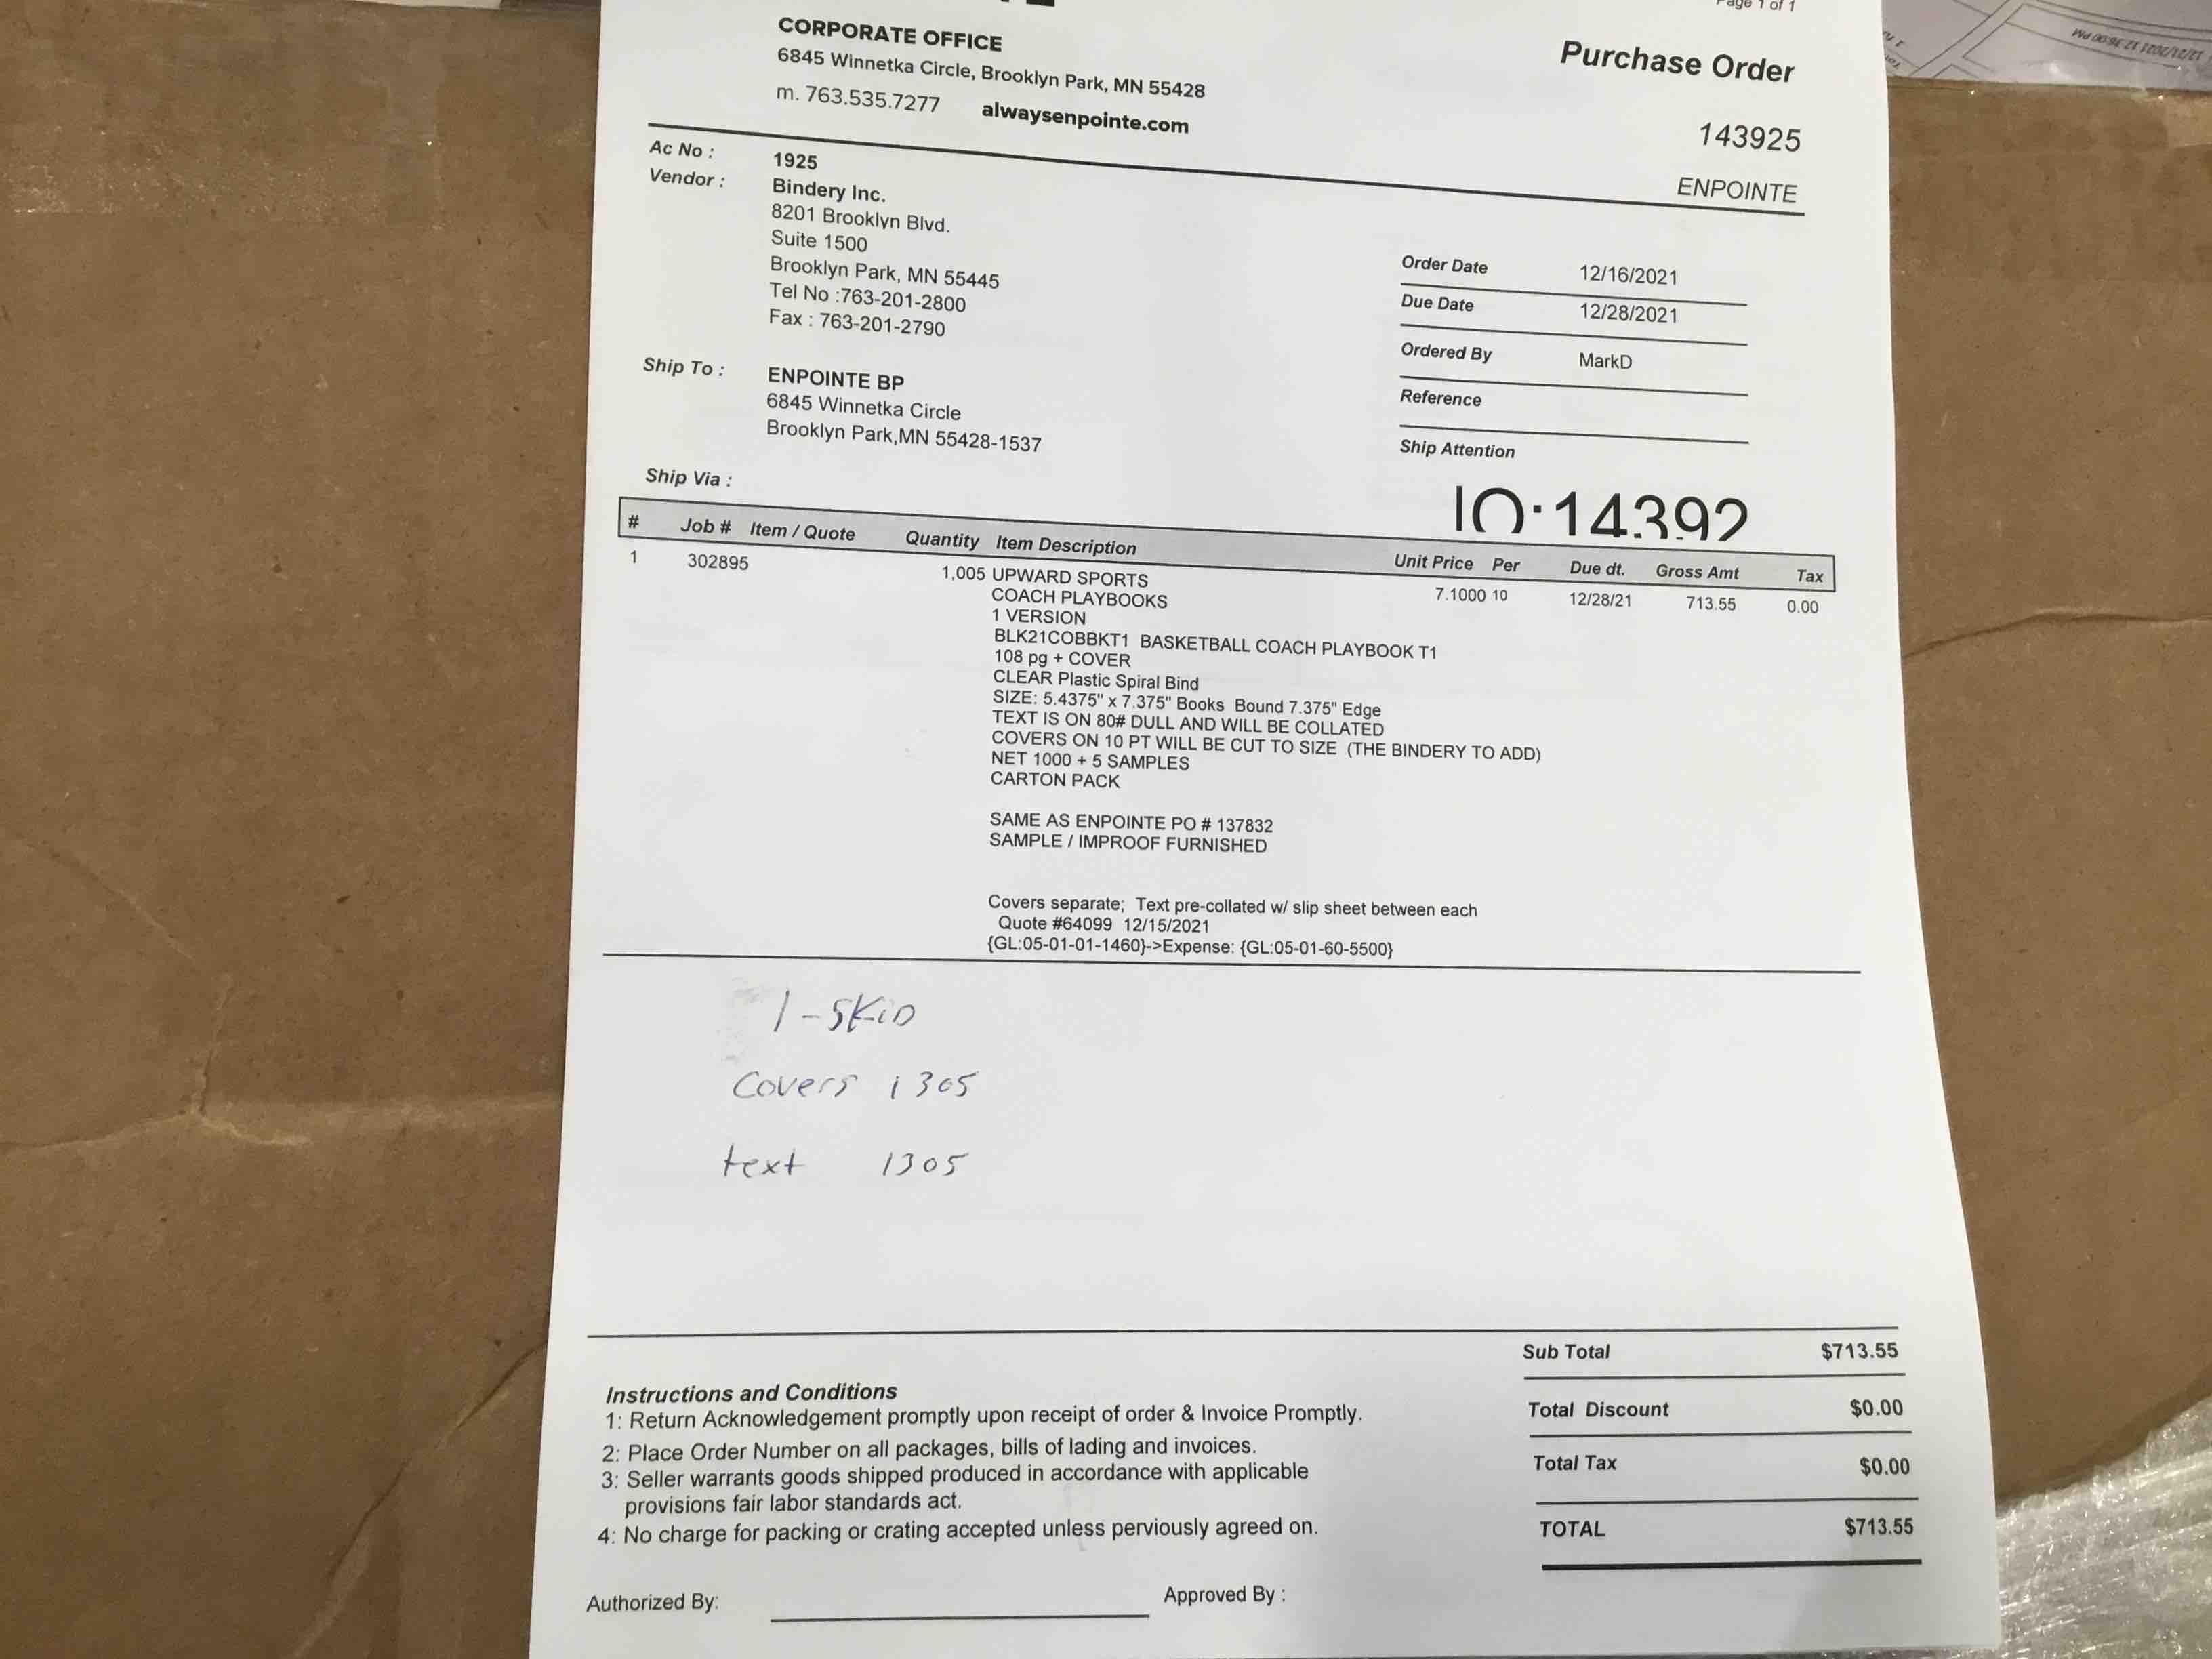 Page 1 of 1
CORPORATE OFFICE
6845 Winnetka Circle, Brooklyn Park, MN 55428
m. 763.535.7277 alwaysenpointe.com
Purchase Order
143925
ENPOINTE
Ac No : 1925
Vendor : Bindery Inc.
8201 Brooklyn Blvd.
Suite 1500
Brooklyn Park, MN 55445
Tel No :763-201-2800
Fax : 763-201-2790
Order Date 12/16/2021
Due Date 12/28/2021
Ordered By MarkD
Reference
Ship Attention
Ship To : ENPOINTE BP
6845 Winnetka Circle
Brooklyn Park,MN 55428-1537
Ship Via :
# Job # Item / Quote Quantity Item Description Unit Price Per Due dt. Gross Amt Tax
1 302895 1,005 UPWARD SPORTS 7.1000 10 12/28/21 713.55 0.00
COACH PLAYBOOKS
1 VERSION
BLK21COBBKT1 BASKETBALL COACH PLAYBOOK T1
108 pg + COVER
CLEAR Plastic Spiral Bind
SIZE: 5.4375" x 7.375" Books Bound 7.375" Edge
TEXT IS ON 80# DULL AND WILL BE COLLATED
COVERS ON 10 PT WILL BE CUT TO SIZE (THE BINDERY TO ADD)
NET 1000 + 5 SAMPLES
CARTON PACK
SAME AS ENPOINTE PO # 137832
SAMPLE / IMPROOF FURNISHED
Covers separate; Text pre-collated w/ slip sheet between each
Quote #64099 12/15/2021
{GL:05-01-01-1460}->Expense: {GL:05-01-60-5500}
1-SKID
Covers 1305
text 1305
Sub Total $713.55
Total Discount $0.00
Total Tax $0.00
TOTAL $713.55
Instructions and Conditions
1: Return Acknowledgement promptly upon receipt of order & Invoice Promptly.
2: Place Order Number on all packages, bills of lading and invoices.
3: Seller warrants goods shipped produced in accordance with applicable
provisions fair labor standards act.
4: No charge for packing or crating accepted unless perviously agreed on.
Authorized By: Approved By :